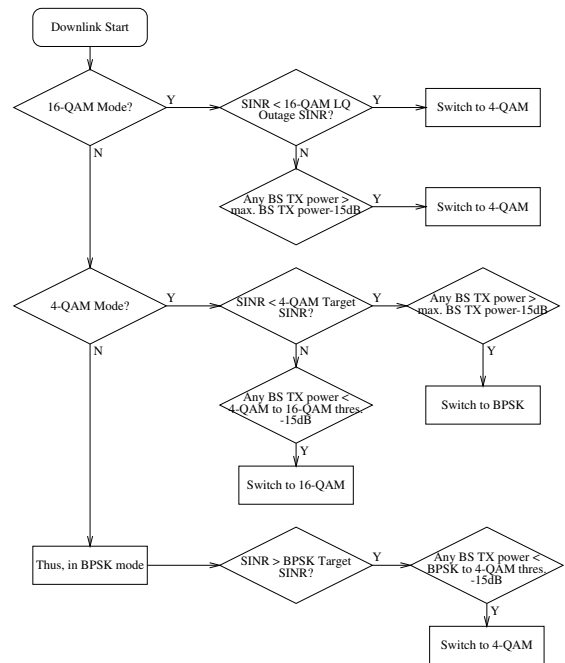 Downlink Start
16-QAM Mode?
Y
SINR < 16-QAM LQ
Outage SINR?
Y
Switch to 4-QAM
N
N
Any BS TX power >
max. BS TX power-15dB
Y
Switch to 4-QAM
4-QAM Mode?
Y
SINR < 4-QAM Target
SINR?
Y
Any BS TX power >
max. BS TX power-15dB
N
N
Y
Any BS TX power <
4-QAM to 16-QAM thres.
-15dB
Switch to BPSK
Y
Switch to 16-QAM
Thus, in BPSK mode
SINR > BPSK Target
SINR?
Y
Any BS TX power <
BPSK to 4-QAM thres.
-15dB
Y
Switch to 4-QAM